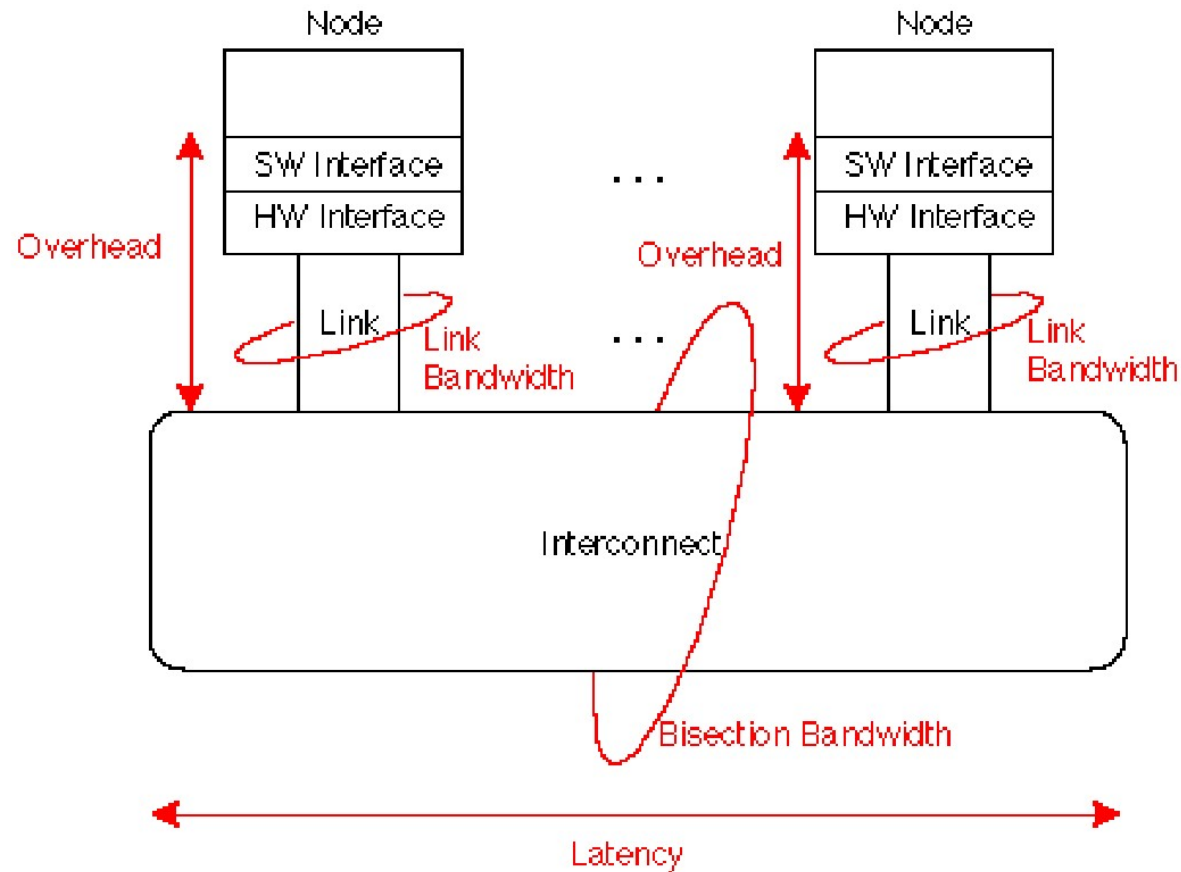 Node
Node
SW Interface
SW Interface
HW Interface
HW Interface
Overhead
Overhead
...
Link
Link
Bandwidth
...
Link
Link
Bandwidth
Interconnect
Bisection Bandwidth
Latency